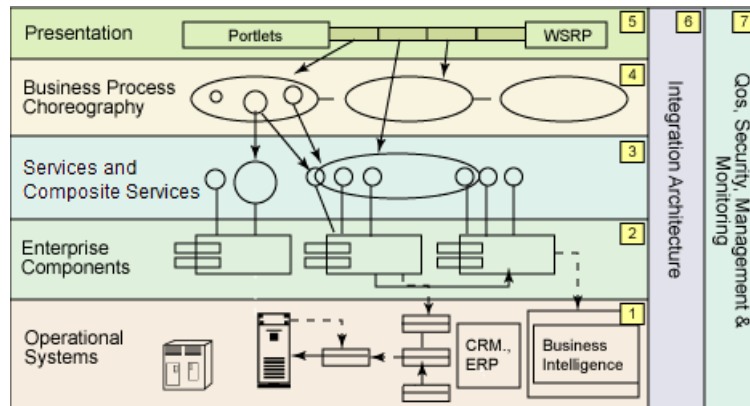 Presentation
Portlets
WSRP
5
Business Process
Choreography
4
Services and
Composite Services
3
Enterprise
Components
2
Operational
Systems
CRM.,
ERP
Business
Intelligence
1
6
Integration Architecture
7
Qos, Security, Management &
Monitoring